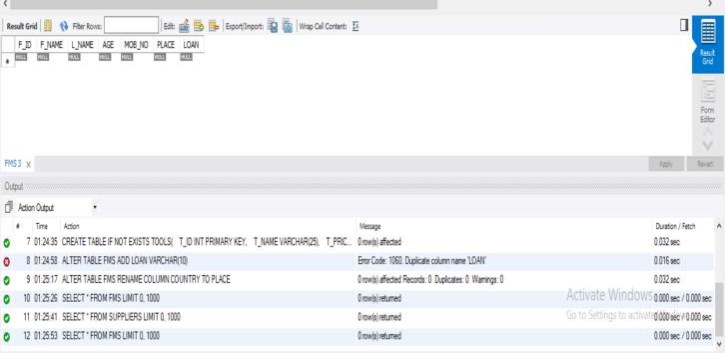 Result Grid Filter Rows: Edit: Export/Import: Wrap Cell Content:
F_ID F_NAME L_NAME AGE MOB_NO PLACE LOAN
NULL NULL NULL NULL NULL NULL NULL
Result
Grid
Form
Editor
FMS 3 x
Apply Revert
Output
Action Output
# Time Action Message Duration / Fetch
7 01:24:35 CREATE TABLE IF NOT EXISTS TOOLS( T_ID INT PRIMARY KEY, T_NAME VARCHAR(25), T_PRIC... 0 row(s) affected 0.032 sec
8 01:24:58 ALTER TABLE FMS ADD LOAN VARCHAR(10) Error Code: 1060. Duplicate column name 'LOAN' 0.016 sec
9 01:25:17 ALTER TABLE FMS RENAME COLUMN COUNTRY TO PLACE 0 row(s) affected Records: 0 Duplicates: 0 Warnings: 0 0.032 sec
10 01:25:26 SELECT * FROM FMS LIMIT 0, 1000 0 row(s) returned 0.000 sec / 0.000 sec
11 01:25:41 SELECT * FROM SUPPLIERS LIMIT 0, 1000 0 row(s) returned 0.000 sec / 0.000 sec
12 01:25:53 SELECT * FROM FMS LIMIT 0, 1000 0 row(s) returned 0.000 sec / 0.000 sec
Activate Windows
Go to Settings to activate